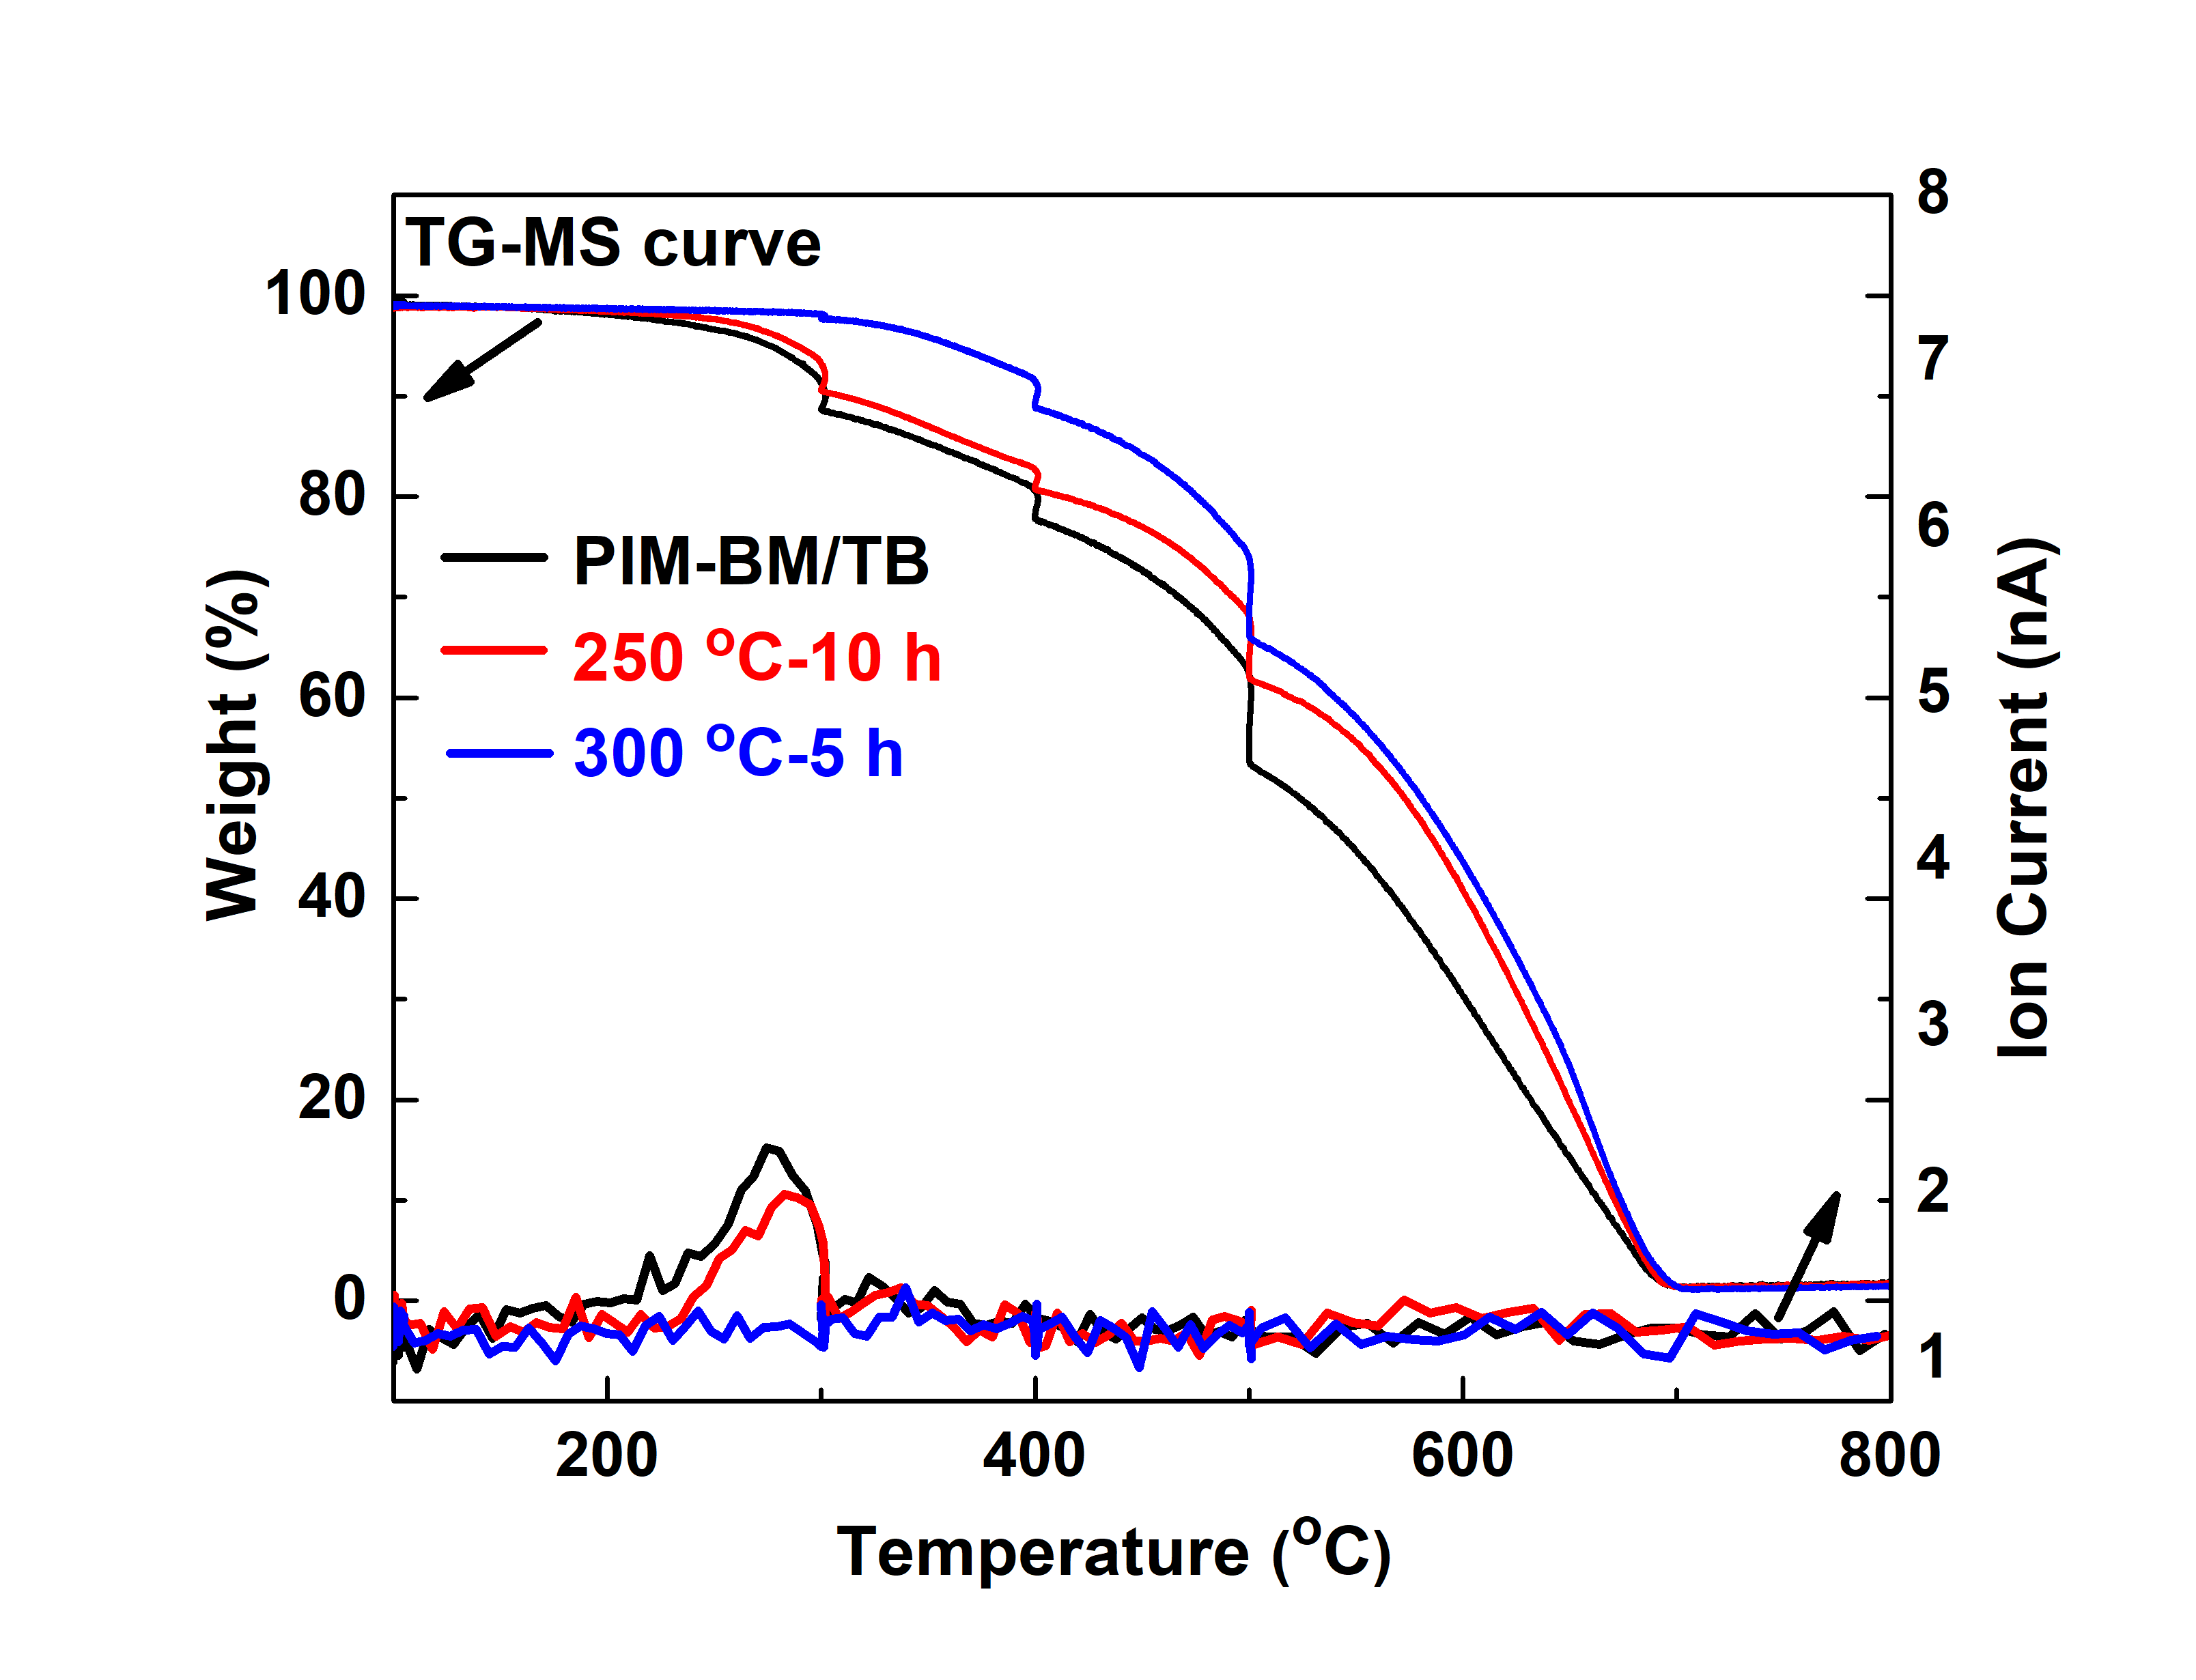 TG-MS curve
100
80
60
40
20
0
Weight (%)
PIM-BM/TB
250 °C-10 h
300 °C-5 h
8
7
6
5
4
3
2
1
Ion Current (nA)
200 400 600 800
Temperature (°C)